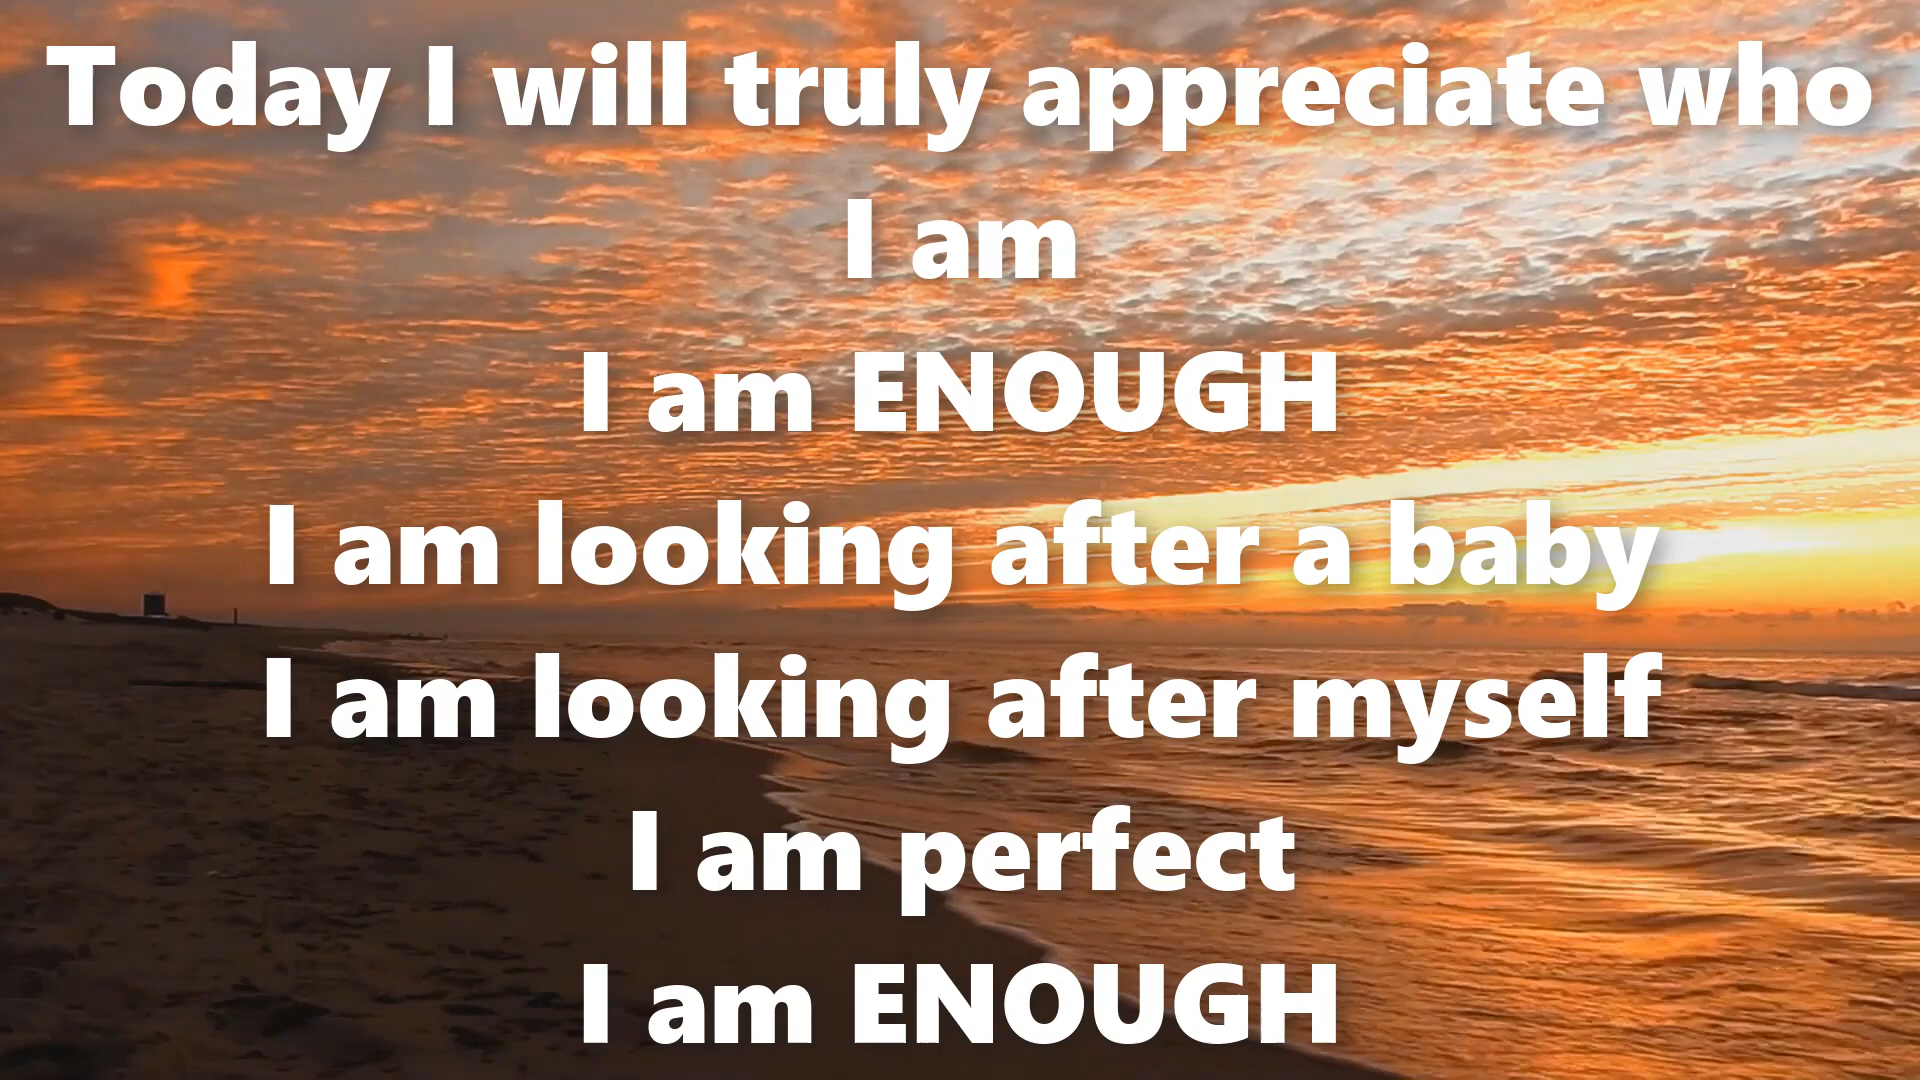 Today I will truly appreciate who
I am
I am ENOUGH
I am looking after a baby
I am looking after myself
I am perfect
I am ENOUGH